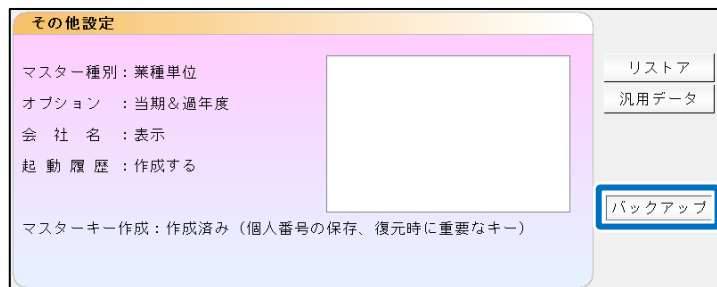 その他設定
マスター種別：業種単位
オプション　：当期＆過年度
会　社　名　：表示
起 動 履 歴 ：作成する
マスターキー作成：作成済み（個人番号の保存、復元時に重要なキー）
リストア
汎用データ
バックアップ